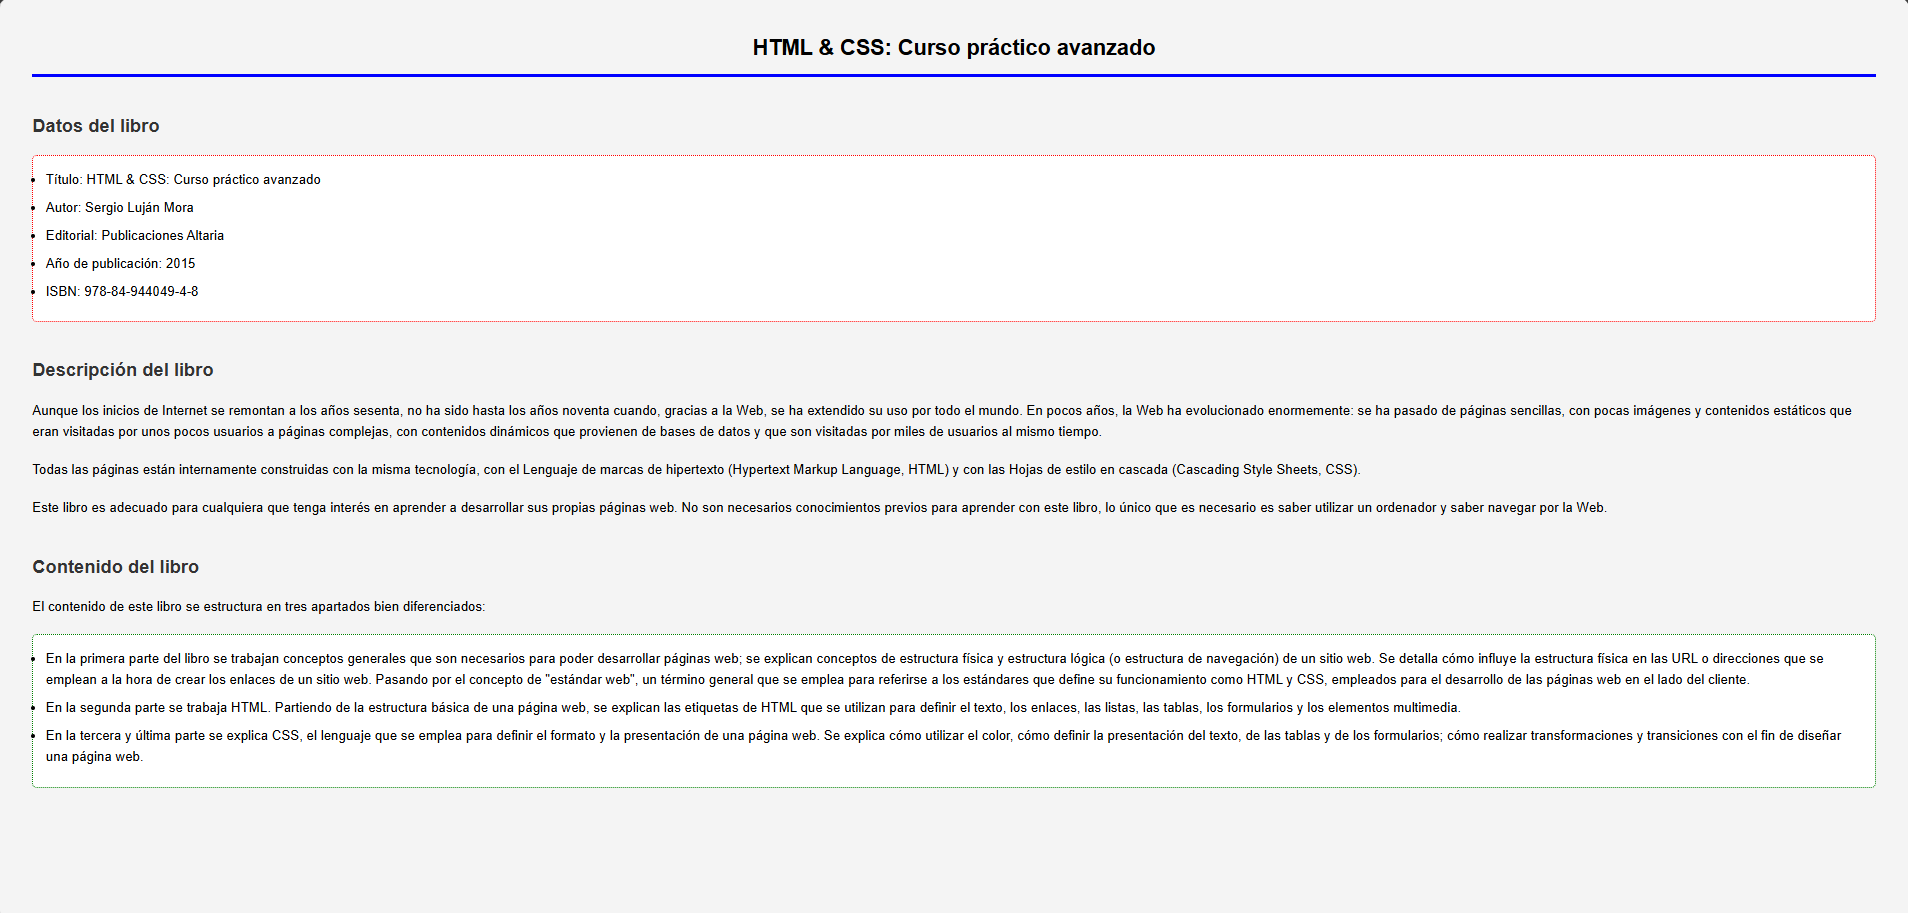 HTML & CSS: Curso práctico avanzado
Datos del libro
Título: HTML & CSS: Curso práctico avanzado
Autor: Sergio Luján Mora
Editorial: Publicaciones Altaria
Año de publicación: 2015
ISBN: 978-84-944049-4-8
Descripción del libro
Aunque los inicios de Internet se remontan a los años sesenta, no ha sido hasta los años noventa cuando, gracias a la Web, se ha extendido su uso por todo el mundo. En pocos años, la Web ha evolucionado enormemente: se ha pasado de páginas sencillas, con pocas imágenes y contenidos estáticos que
eran visitadas por unos pocos usuarios a páginas complejas, con contenidos dinámicos que provienen de bases de datos y que son visitadas por miles de usuarios al mismo tiempo.
Todas las páginas están internamente construidas con la misma tecnología, con el Lenguaje de marcas de hipertexto (Hypertext Markup Language, HTML) y con las Hojas de estilo en cascada (Cascading Style Sheets, CSS).
Este libro es adecuado para cualquiera que tenga interés en aprender a desarrollar sus propias páginas web. No son necesarios conocimientos previos para aprender con este libro, lo único que es necesario es saber utilizar un ordenador y saber navegar por la Web.
Contenido del libro
El contenido de este libro se estructura en tres apartados bien diferenciados:
En la primera parte del libro se trabajan conceptos generales que son necesarios para poder desarrollar páginas web; se explican conceptos de estructura física y estructura lógica (o estructura de navegación) de un sitio web. Se detalla cómo influye la estructura física en las URL o direcciones que se
emplean a la hora de crear los enlaces de un sitio web. Pasando por el concepto de "estándar web", un término general que se emplea para referirse a los estándares que define su funcionamiento como HTML y CSS, empleados para el desarrollo de las páginas web en el lado del cliente.
En la segunda parte se trabaja HTML. Partiendo de la estructura básica de una página web, se explican las etiquetas de HTML que se utilizan para definir el texto, los enlaces, las listas, las tablas, los formularios y los elementos multimedia.
En la tercera y última parte se explica CSS, el lenguaje que se emplea para definir el formato y la presentación de una página web. Se explica cómo utilizar el color, cómo definir la presentación del texto, de las tablas y de los formularios; cómo realizar transformaciones y transiciones con el fin de diseñar
una página web.